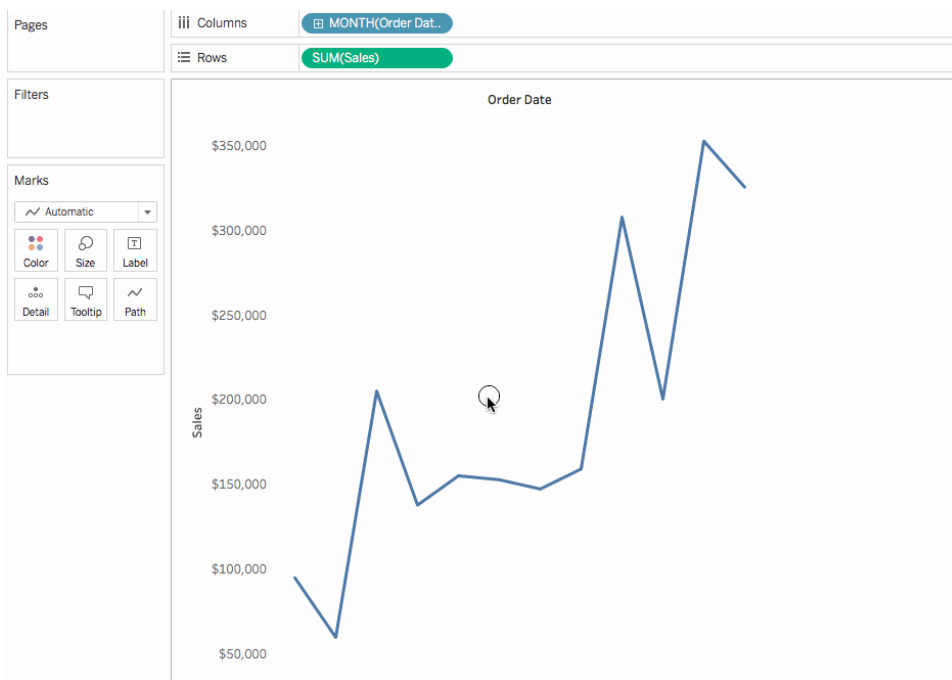 Pages
Columns
MONTH(Order Dat..
Rows
SUM(Sales)
Filters
Marks
Automatic
Color
Size
T
Label
Detail
Tooltip
Path
Order Date
$350,000
$300,000
$250,000
$200,000
Sales
$150,000
$100,000
$50,000